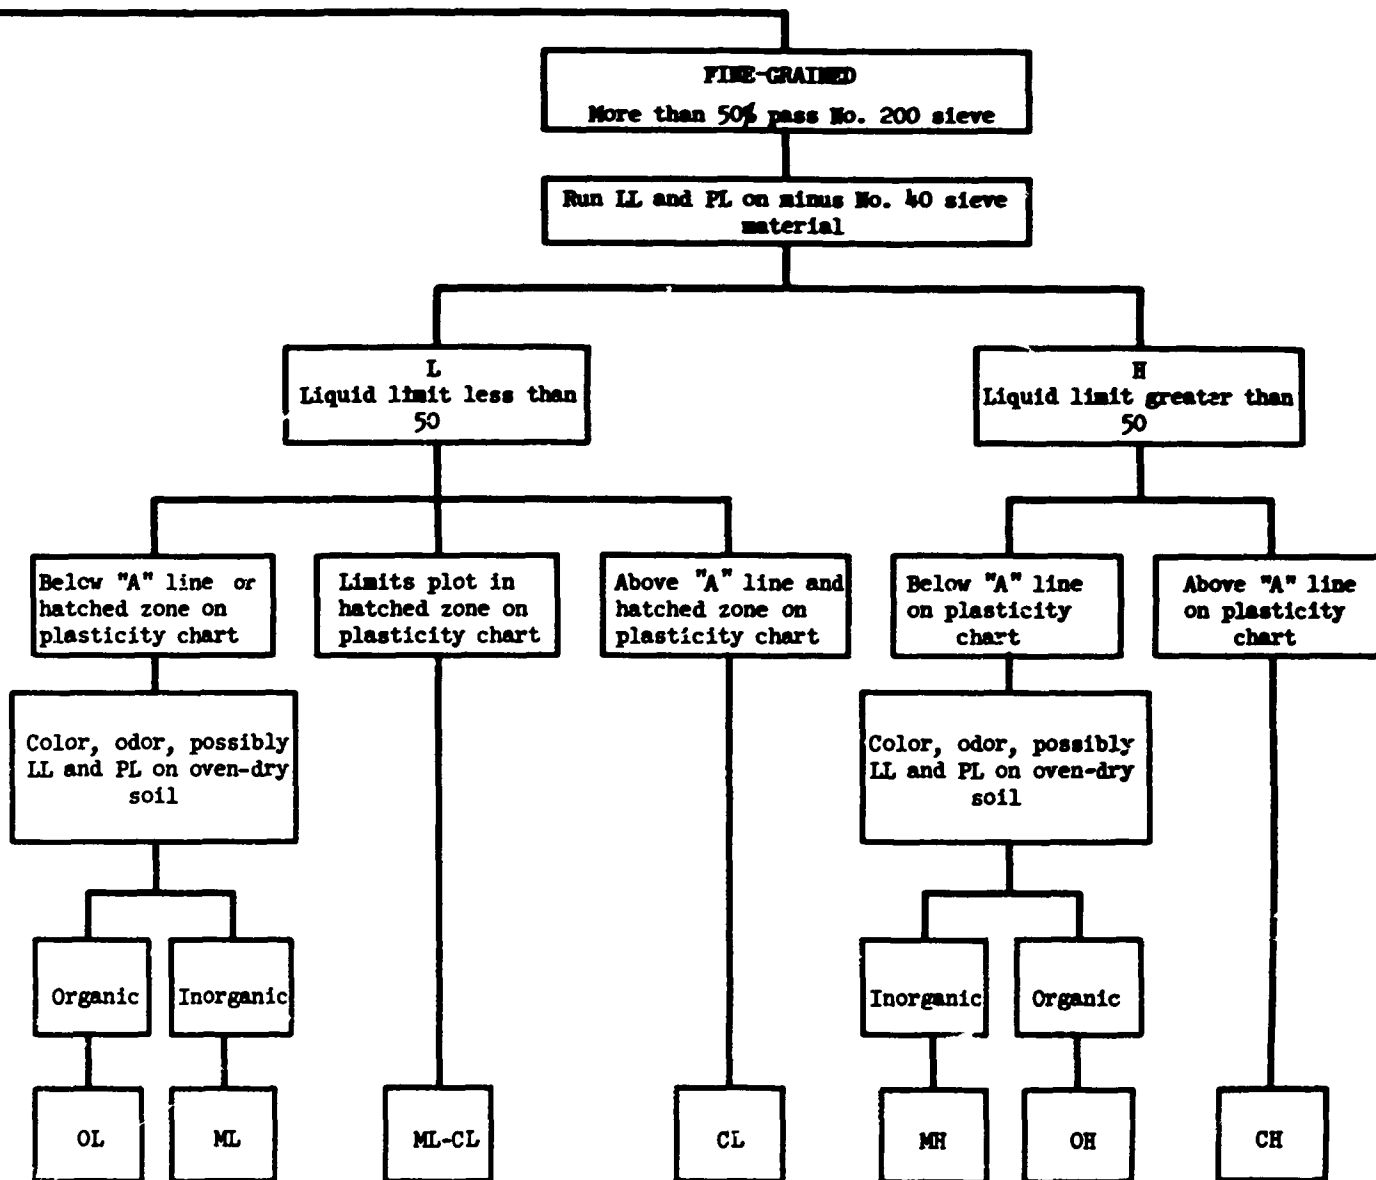 FINE-GRAINED
More than 50% pass No. 200 sieve
Run LL and PL on minus No. 40 sieve
material
L
Liquid limit less than
50
H
Liquid limit greater than
50
Below "A" line or
hatched zone on
plasticity chart
Limits plot in
hatched zone on
plasticity chart
Above "A" line and
hatched zone on
plasticity chart
Below "A" line
on plasticity
chart
Above "A" line
on plasticity
chart
Color, odor, possibly
LL and PL on oven-dry
soil
Color, odor, possibly
LL and PL on oven-dry
soil
Organic
Inorganic
Inorganic
Organic
OL
ML
ML-CL
CL
MH
OH
CH